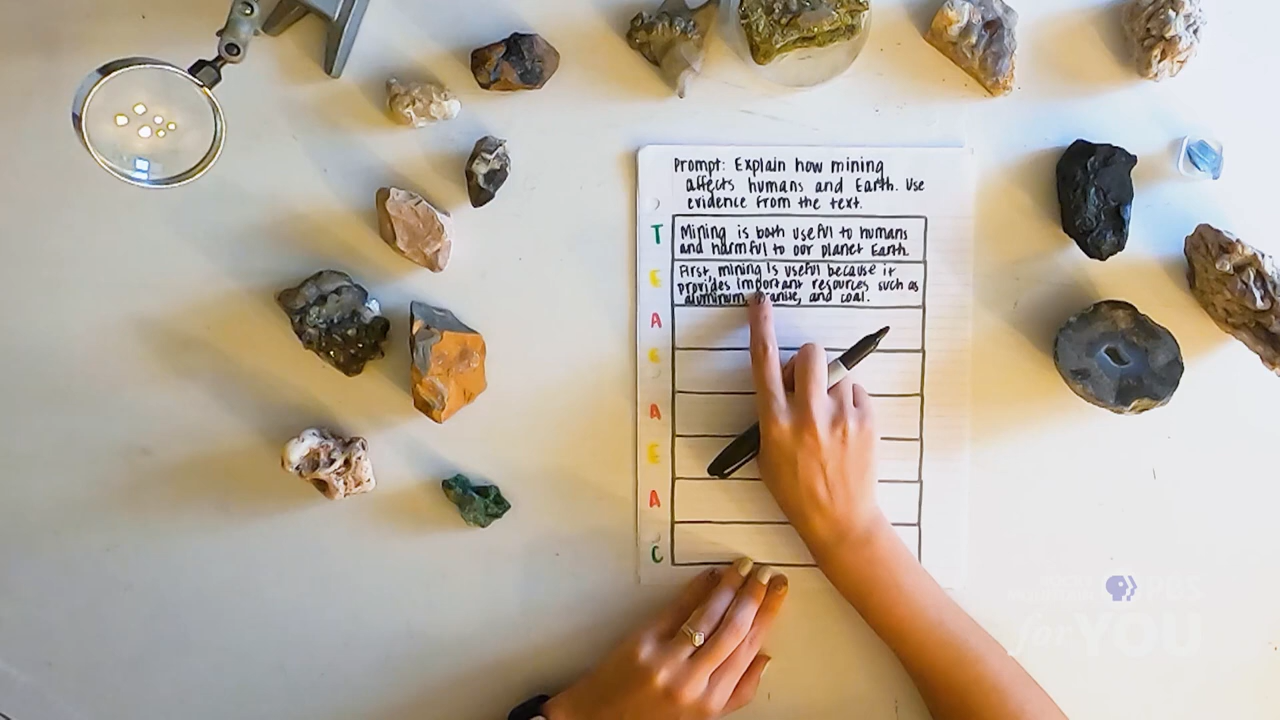 Prompt: Explain how mining
affects humans and Earth. Use
evidence from the text.
T
Mining is both useful to humans
and harmful to our planet Earth.
E
First, mining is useful because it
provides important resources such as
aluminum, granite, and coal.
A
E
A
E
A
C
for YOU